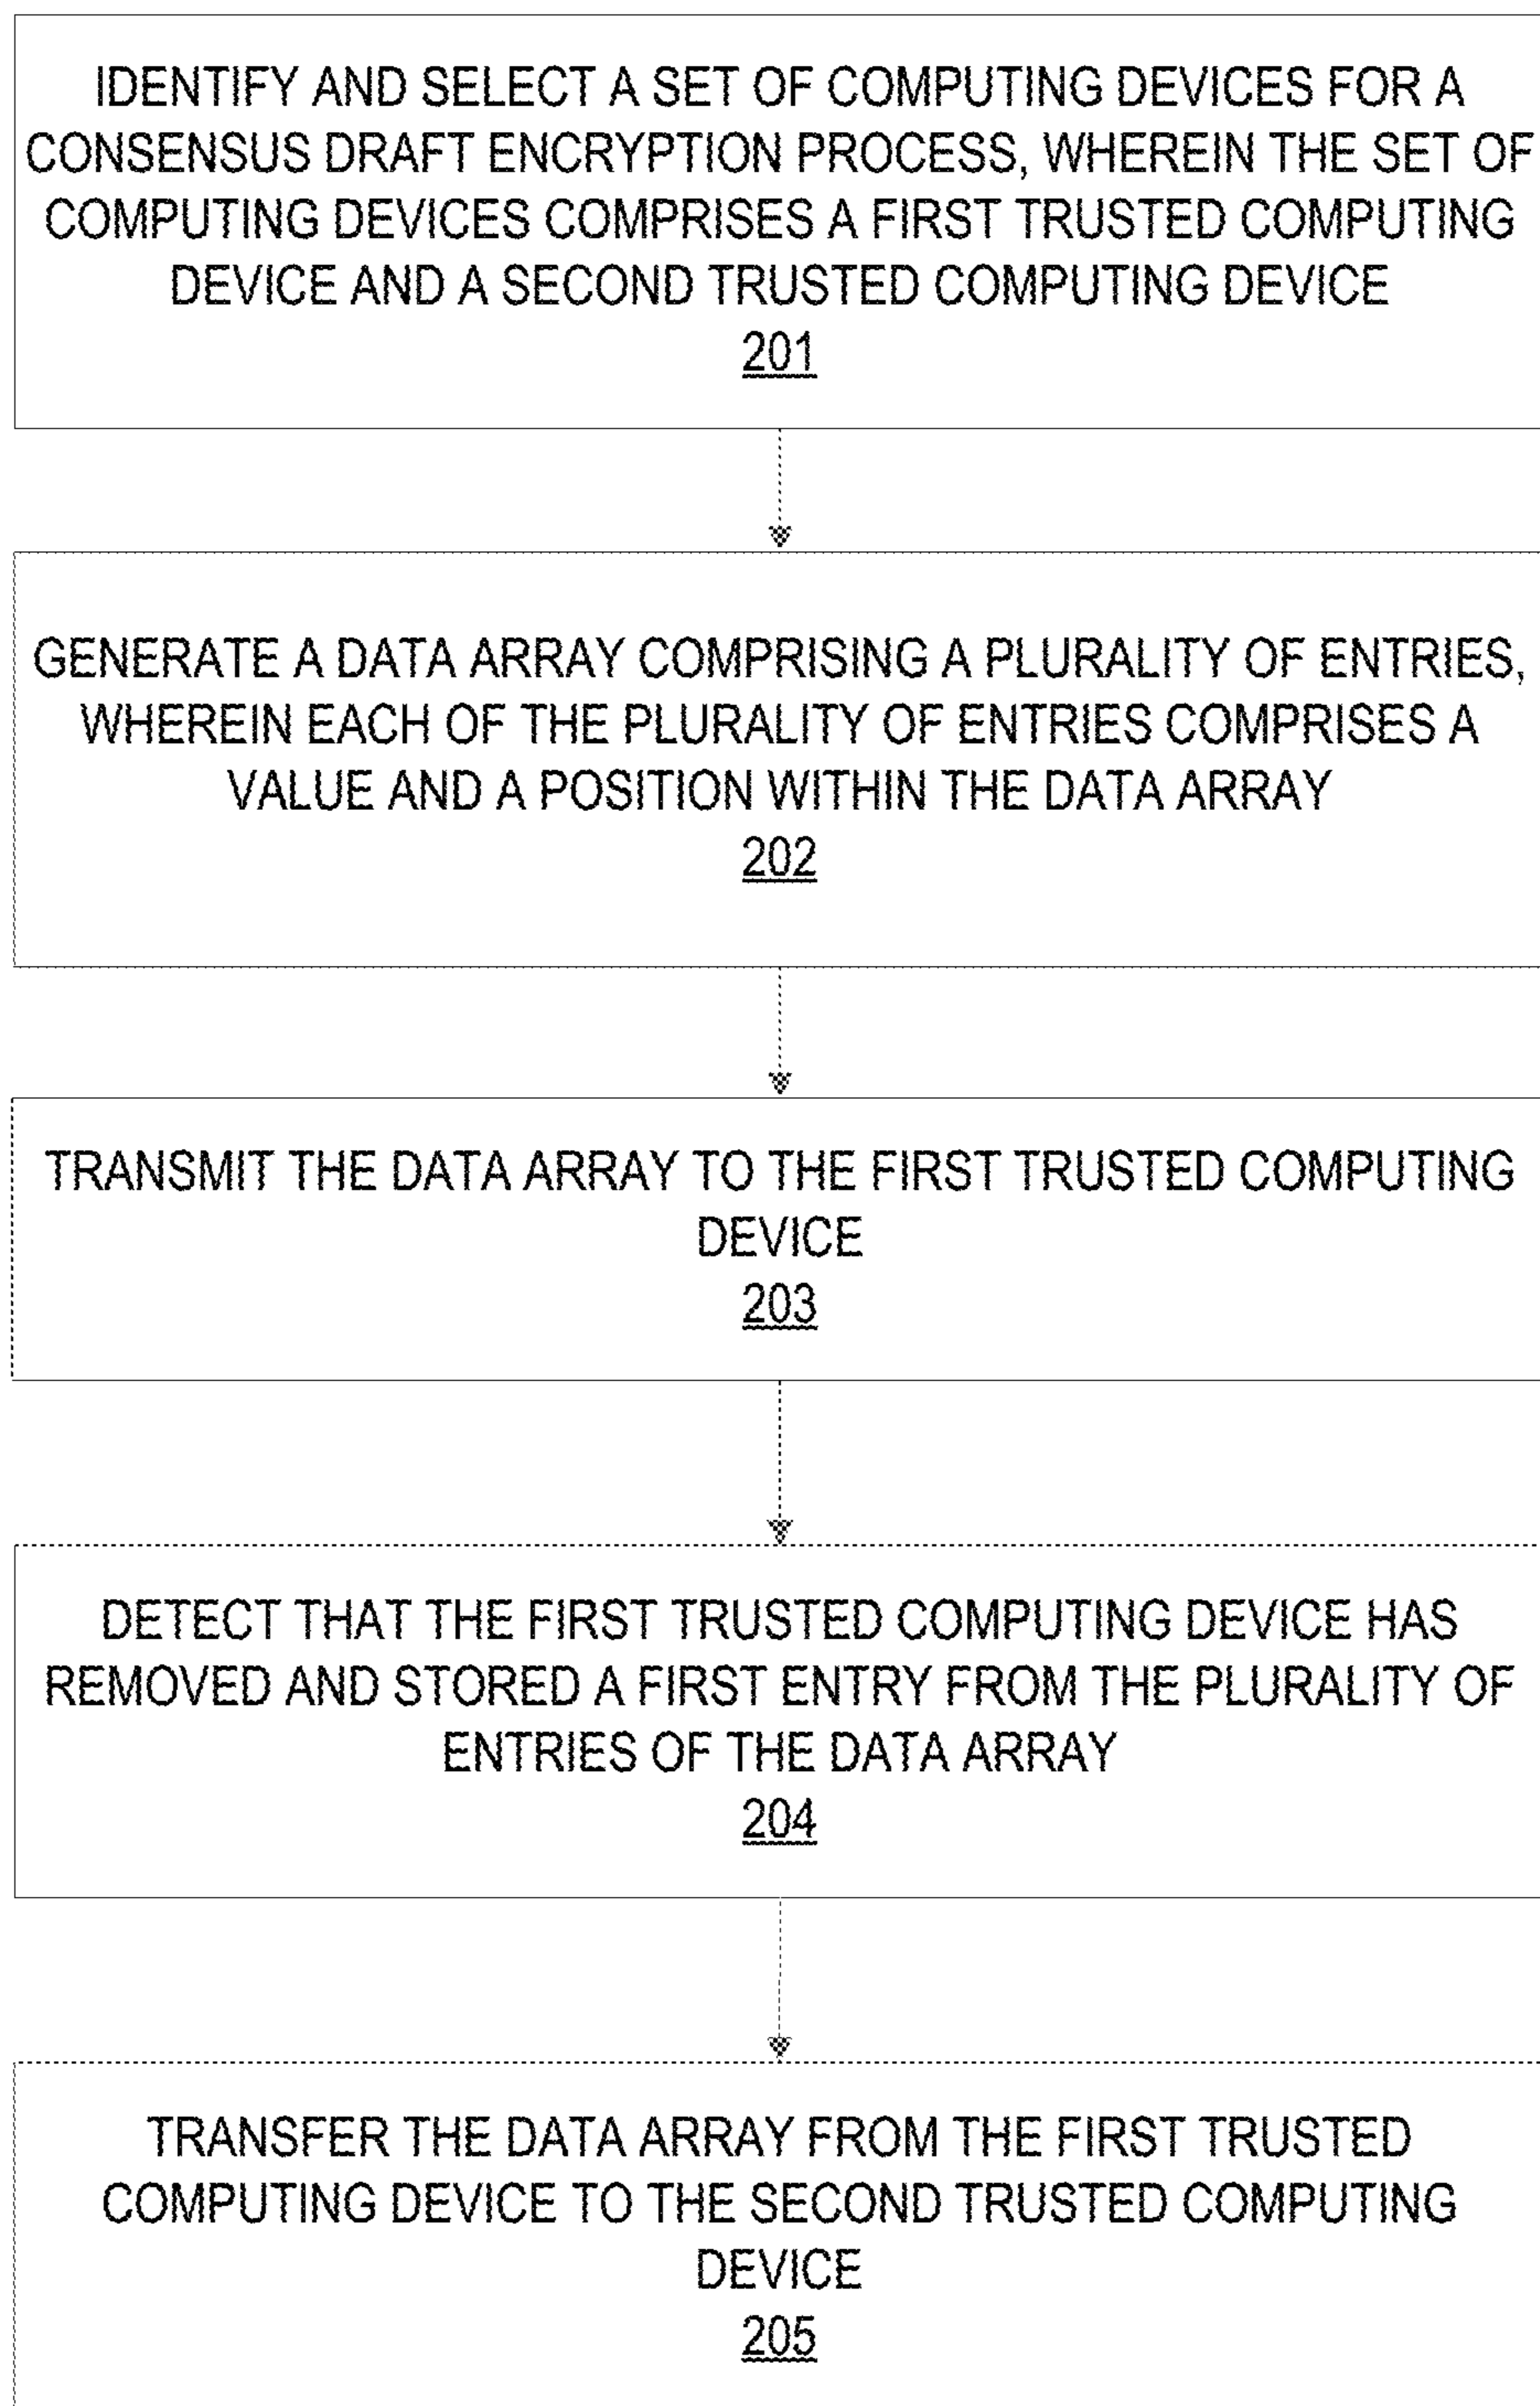 IDENTIFY AND SELECT A SET OF COMPUTING DEVICES FOR A
CONSENSUS DRAFT ENCRYPTION PROCESS, WHEREIN THE SET OF
COMPUTING DEVICES COMPRISES A FIRST TRUSTED COMPUTING
DEVICE AND A SECOND TRUSTED COMPUTING DEVICE
201
GENERATE A DATA ARRAY COMPRISING A PLURALITY OF ENTRIES,
WHEREIN EACH OF THE PLURALITY OF ENTRIES COMPRISES A
VALUE AND A POSITION WITHIN THE DATA ARRAY
202
TRANSMIT THE DATA ARRAY TO THE FIRST TRUSTED COMPUTING
DEVICE
203
DETECT THAT THE FIRST TRUSTED COMPUTING DEVICE HAS
REMOVED AND STORED A FIRST ENTRY FROM THE PLURALITY OF
ENTRIES OF THE DATA ARRAY
204
TRANSFER THE DATA ARRAY FROM THE FIRST TRUSTED
COMPUTING DEVICE TO THE SECOND TRUSTED COMPUTING
DEVICE
205